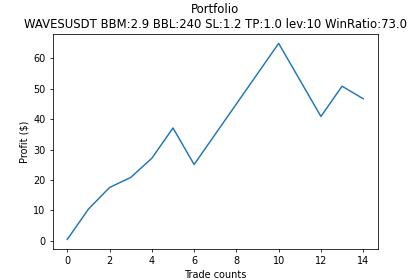 Portfolio
WAVESUSDT BBM:2.9 BBL:240 SL:1.2 TP:1.0 lev:10 WinRatio:73.0
Profit ($)
60
50
40
30
20
10
0
0 2 4 6 8 10 12 14
Trade counts